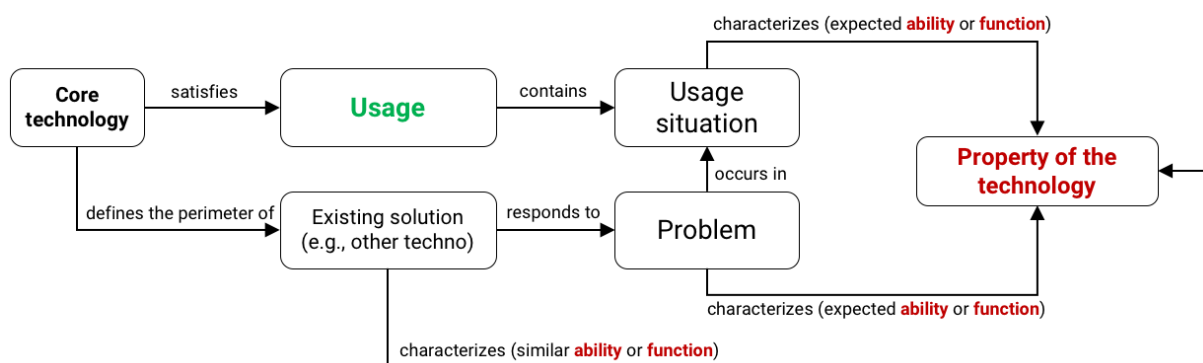 characterizes (expected ability or function)
Core
technology
satisfies
Usage
contains
Usage
situation
Property of the
technology
occurs in
defines the perimeter of
Existing solution
(e.g., other techno)
responds to
Problem
characterizes (expected ability or function)
characterizes (similar ability or function)